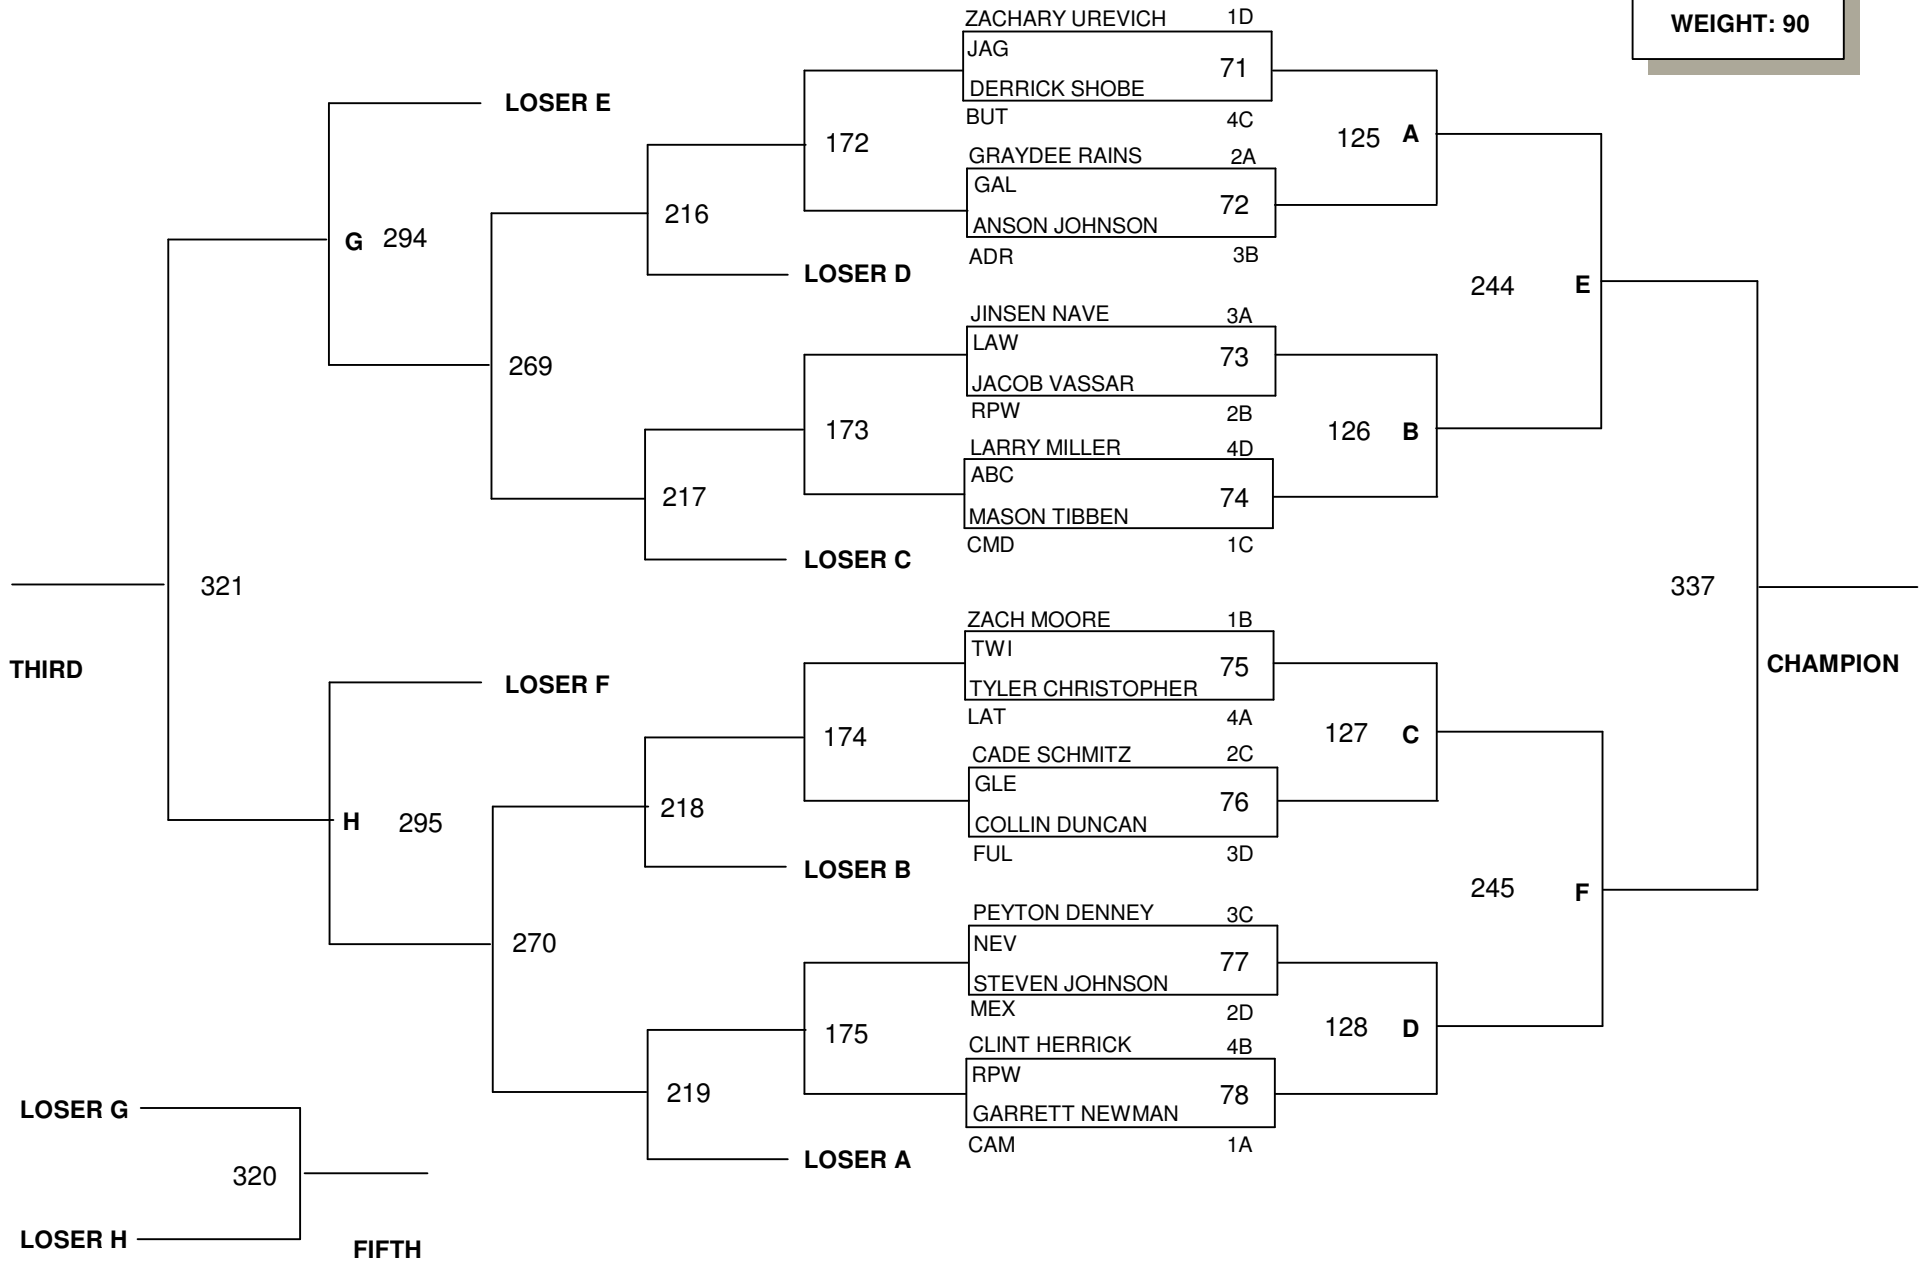 WEIGHT: 90
ZACHARY UREVICH 1D
JAG 71
DERRICK SHOBE
BUT 4C
LOSER E
172
125 A
GRAYDEE RAINS 2A
GAL 72
ANSON JOHNSON
ADR 3B
216
G 294
LOSER D
244 E
JINSEN NAVE 3A
LAW 73
JACOB VASSAR
RPW 2B
269
173
126 B
LARRY MILLER 4D
ABC 74
MASON TIBBEN
CMD 1C
217
LOSER C
321
337
THIRD
CHAMPION
ZACH MOORE 1B
TWI 75
TYLER CHRISTOPHER
LAT 4A
LOSER F
174
127 C
CADE SCHMITZ 2C
GLE 76
COLLIN DUNCAN
FUL 3D
218
H 295
LOSER B
245 F
PEYTON DENNEY 3C
NEV 77
STEVEN JOHNSON
MEX 2D
270
175
128 D
CLINT HERRICK 4B
RPW 78
GARRETT NEWMAN
CAM 1A
219
LOSER A
LOSER G
320
LOSER H
FIFTH